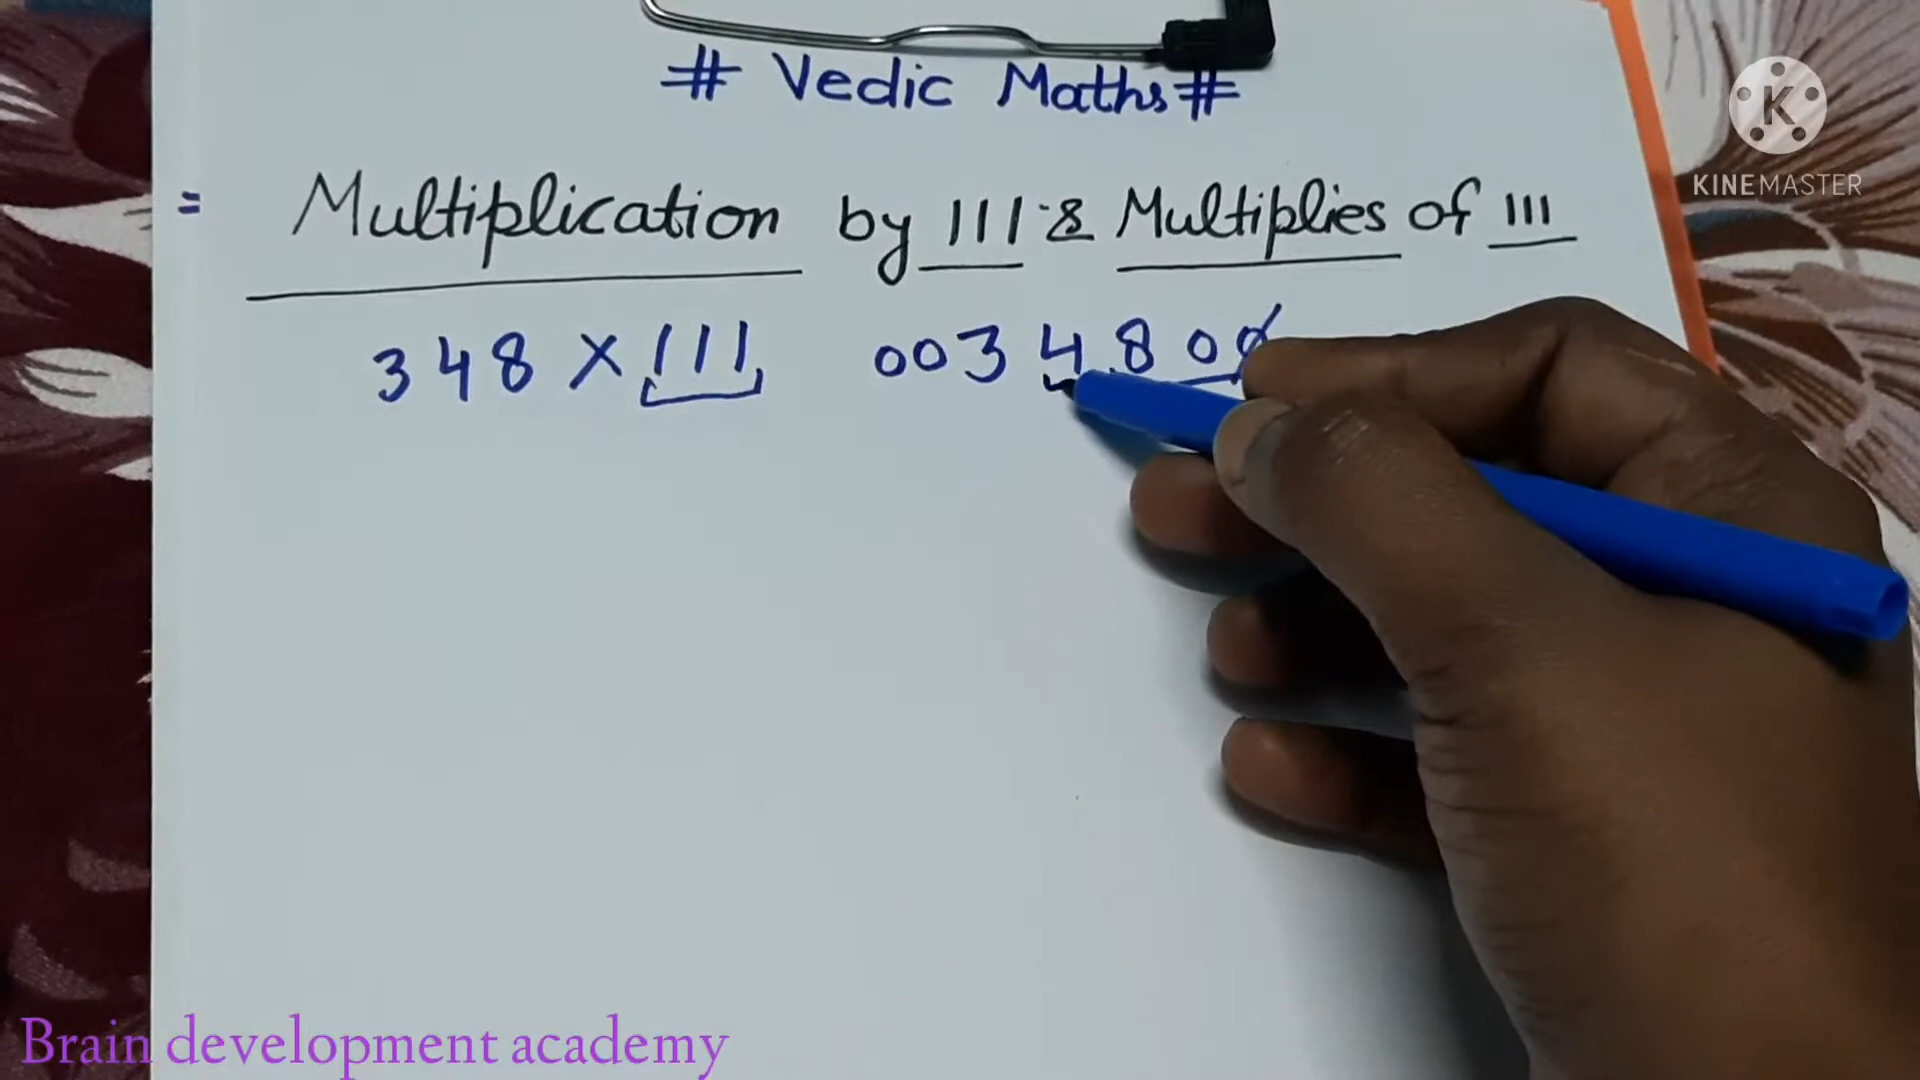 # Vedic Maths #
= Multiplication by 111 & Multiplies of 111
348 × 111 0034800
KINEMASTER
Brain development academy